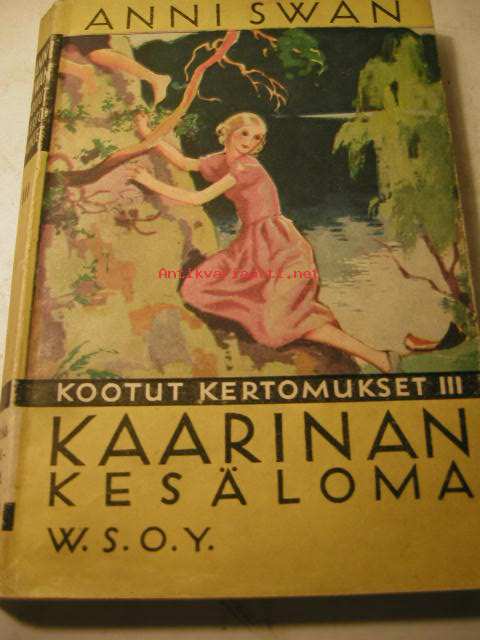 ANNI SWAN
Antikvariaatti.net
KOOTUT KERTOMUKSET III
KAARINAN
KESÄLOMA
W.S.O.Y.